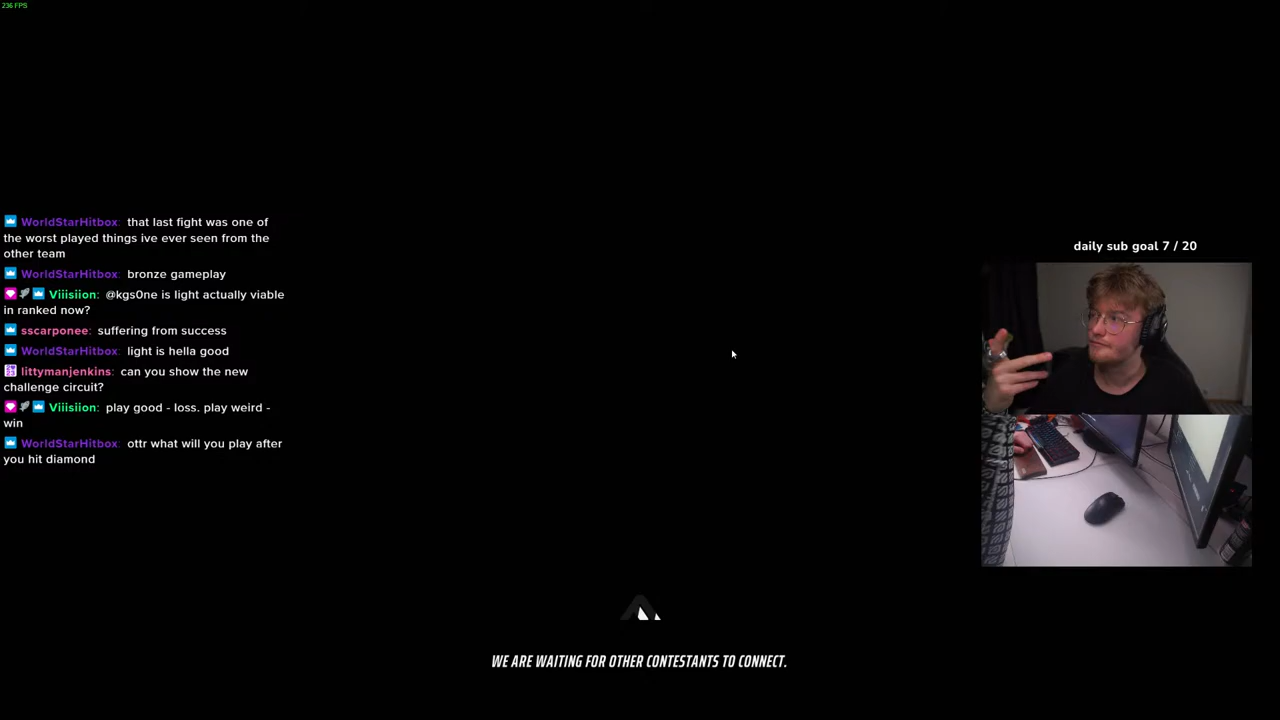 236 FPS
WorldStarHitbox: that last fight was one of
the worst played things ive ever seen from the
other team
WorldStarHitbox: bronze gameplay
Viiisiion: @kgs0ne is light actually viable
in ranked now?
sscarponee: suffering from success
WorldStarHitbox: light is hella good
littymanjenkins: can you show the new
challenge circuit?
Viiisiion: play good - loss. play weird -
win
WorldStarHitbox: ottr what will you play after
you hit diamond
daily sub goal 7 / 20
WE ARE WAITING FOR OTHER CONTESTANTS TO CONNECT.